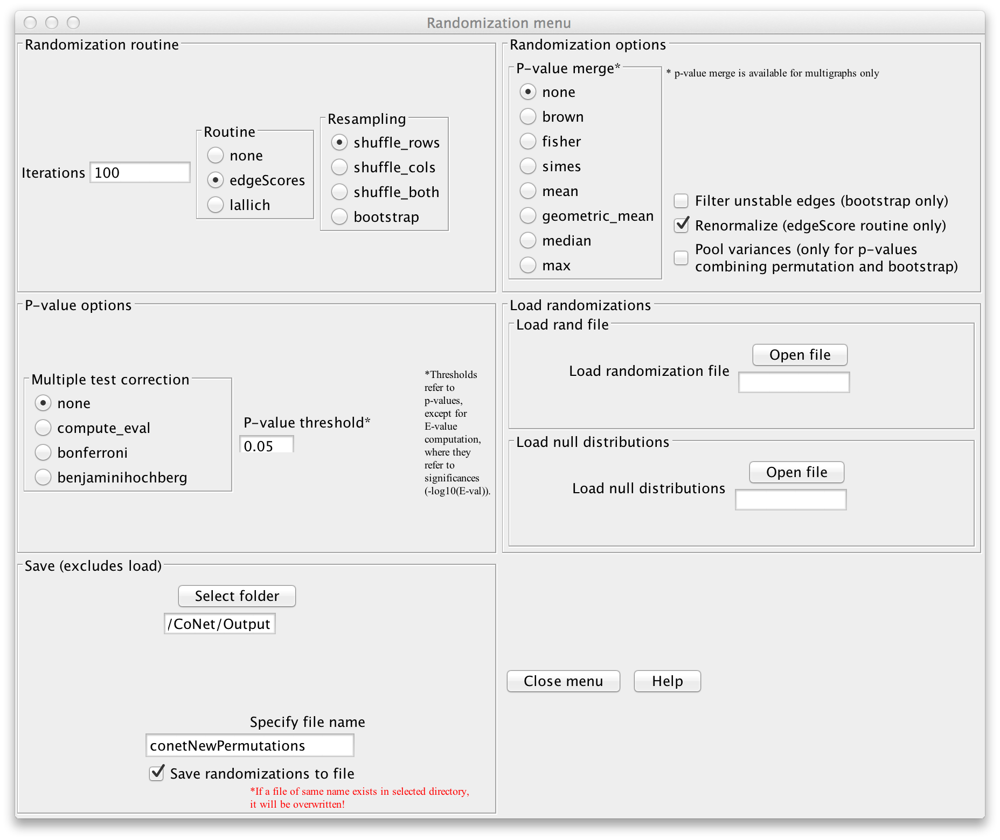 Randomization menu
Randomization routine
Iterations 100
Routine
none
edgeScores
lallich
Resampling
shuffle_rows
shuffle_cols
shuffle_both
bootstrap
Randomization options
P-value merge*
none
brown
fisher
simes
mean
geometric_mean
median
max
* p-value merge is available for multigraphs only
Filter unstable edges (bootstrap only)
Renormalize (edgeScore routine only)
Pool variances (only for p-values
combining permutation and bootstrap)
P-value options
Multiple test correction
none
compute_eval
bonferroni
benjaminihochberg
P-value threshold*
0.05
*Thresholds
refer to
p-values,
except for
E-value
computation,
where they
refer to
significances
(-log10(E-val)).
Load randomizations
Load rand file
Open file
Load randomization file
Load null distributions
Open file
Load null distributions
Save (excludes load)
Select folder
/CoNet/Output
Specify file name
conetNewPermutations
Save randomizations to file
*If a file of same name exists in selected directory,
it will be overwritten!
Close menu
Help